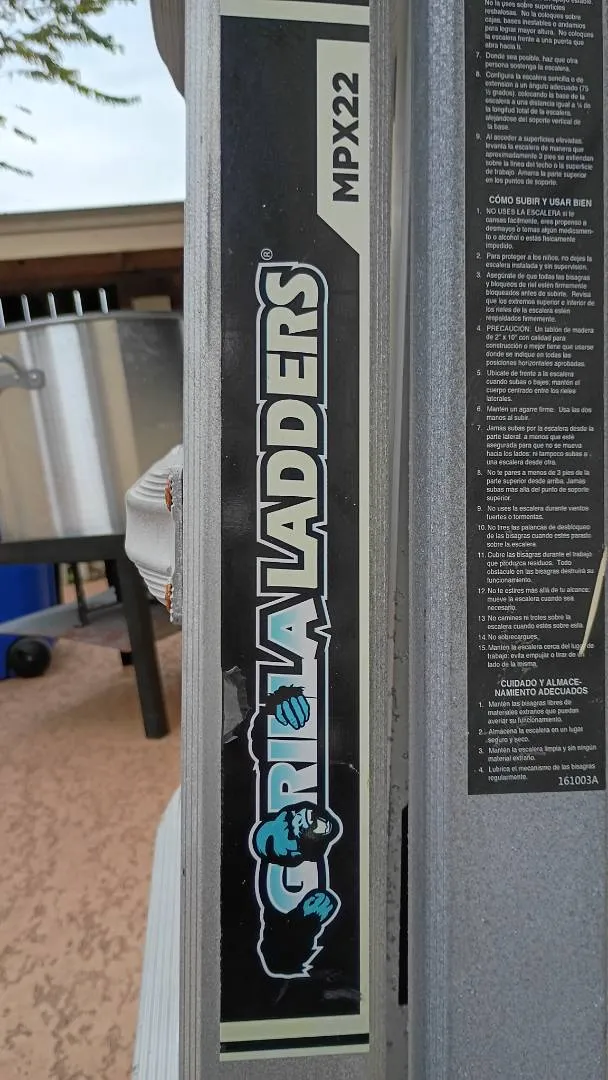 MPX22
GORILLA LADDERS®
No la uses sobre superficies
resbalosas. No la coloques sobre
cajas, bases inestables o andamios
para lograr mayor altura. No coloques
la escalera frente a una puerta que
abra hacia ti.
7. Donde sea posible, haz que otra
persona sostenga la escalera.
8. Configura la escalera sencilla o de
extensión a un ángulo adecuado (75
½ grados), colocando la base de la
escalera a una distancia igual a ¼ de
la longitud total de la escalera,
alejándose del soporte vertical de
la base.
9. Al acceder a superficies elevadas,
levanta la escalera de manera que
aproximadamente 3 pies se extiendan
sobre la línea del techo o la superficie
de trabajo. Amarra la parte superior
en los puntos de soporte.
CÓMO SUBIR Y USAR BIEN
1. NO USES LA ESCALERA si te
cansas fácilmente, eres propenso a
desmayos o tomas algún medicamen-
to o alcohol o estás físicamente
impedido.
2. Para proteger a los niños, no dejes la
escalera instalada y sin supervisión.
3. Asegúrate de que todas las bisagras
y bloqueos de riel estén firmemente
bloqueados antes de subirte. Revisa
que los extremos superior e inferior de
los rieles de la escalera estén
respaldados firmemente.
4. PRECAUCIÓN: Un tablón de madera
de 2" x 10" con calidad para
construcción o mejor tiene que usarse
donde se indique en todas las
posiciones horizontales aprobadas.
5. Ubícate de frente a la escalera
cuando subas o bajes; mantén el
cuerpo centrado entre los rieles
laterales.
6. Mantén un agarre firme. Usa las dos
manos al subir.
7. Jamás subas por la escalera desde la
parte lateral, a menos que esté
asegurada para que no se mueva
hacia los lados; ni tampoco subas a
una escalera desde otra.
8. No te pares a menos de 3 pies de la
parte superior desde arriba. Jamás
subas más allá del punto de soporte
superior.
9. No uses la escalera durante vientos
fuertes o tormentas.
10. No tires las palancas de desbloqueo
de las bisagras cuando estés parado
sobre la escalera.
11. Cubre las bisagras durante el trabajo
que produzca residuos. Todo
obstáculo en las bisagras destruirá su
funcionamiento.
12. No te estires más allá de tu alcance;
mueve la escalera cuando sea
necesario.
13 No camines ni trotes sobre la
escalera cuando estés sobre esta.
14. No sobrecargues.
15. Mantén la escalera cerca del lugar de
trabajo; evita empujar o tirar de un
lado de la misma.
CUIDADO Y ALMACE-
NAMIENTO ADECUADOS
1. Mantén las bisagras libres de
materiales extraños que puedan
averiar su funcionamiento.
2. Almacena la escalera en un lugar
seguro y seco.
3. Mantén la escalera limpia y sin ningún
material extraño.
4. Lubrica el mecanismo de las bisagras
regularmente.
161003A